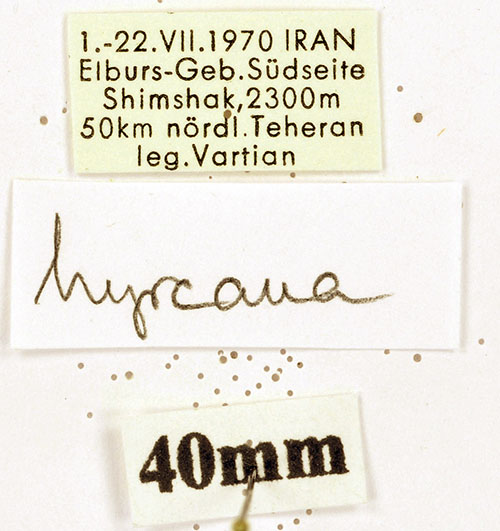 1.-22.VII.1970 IRAN
Elburs-Geb.Südseite
Shimshak,2300m
50km nördl.Teheran
leg.Vartian
hyrcana
40mm